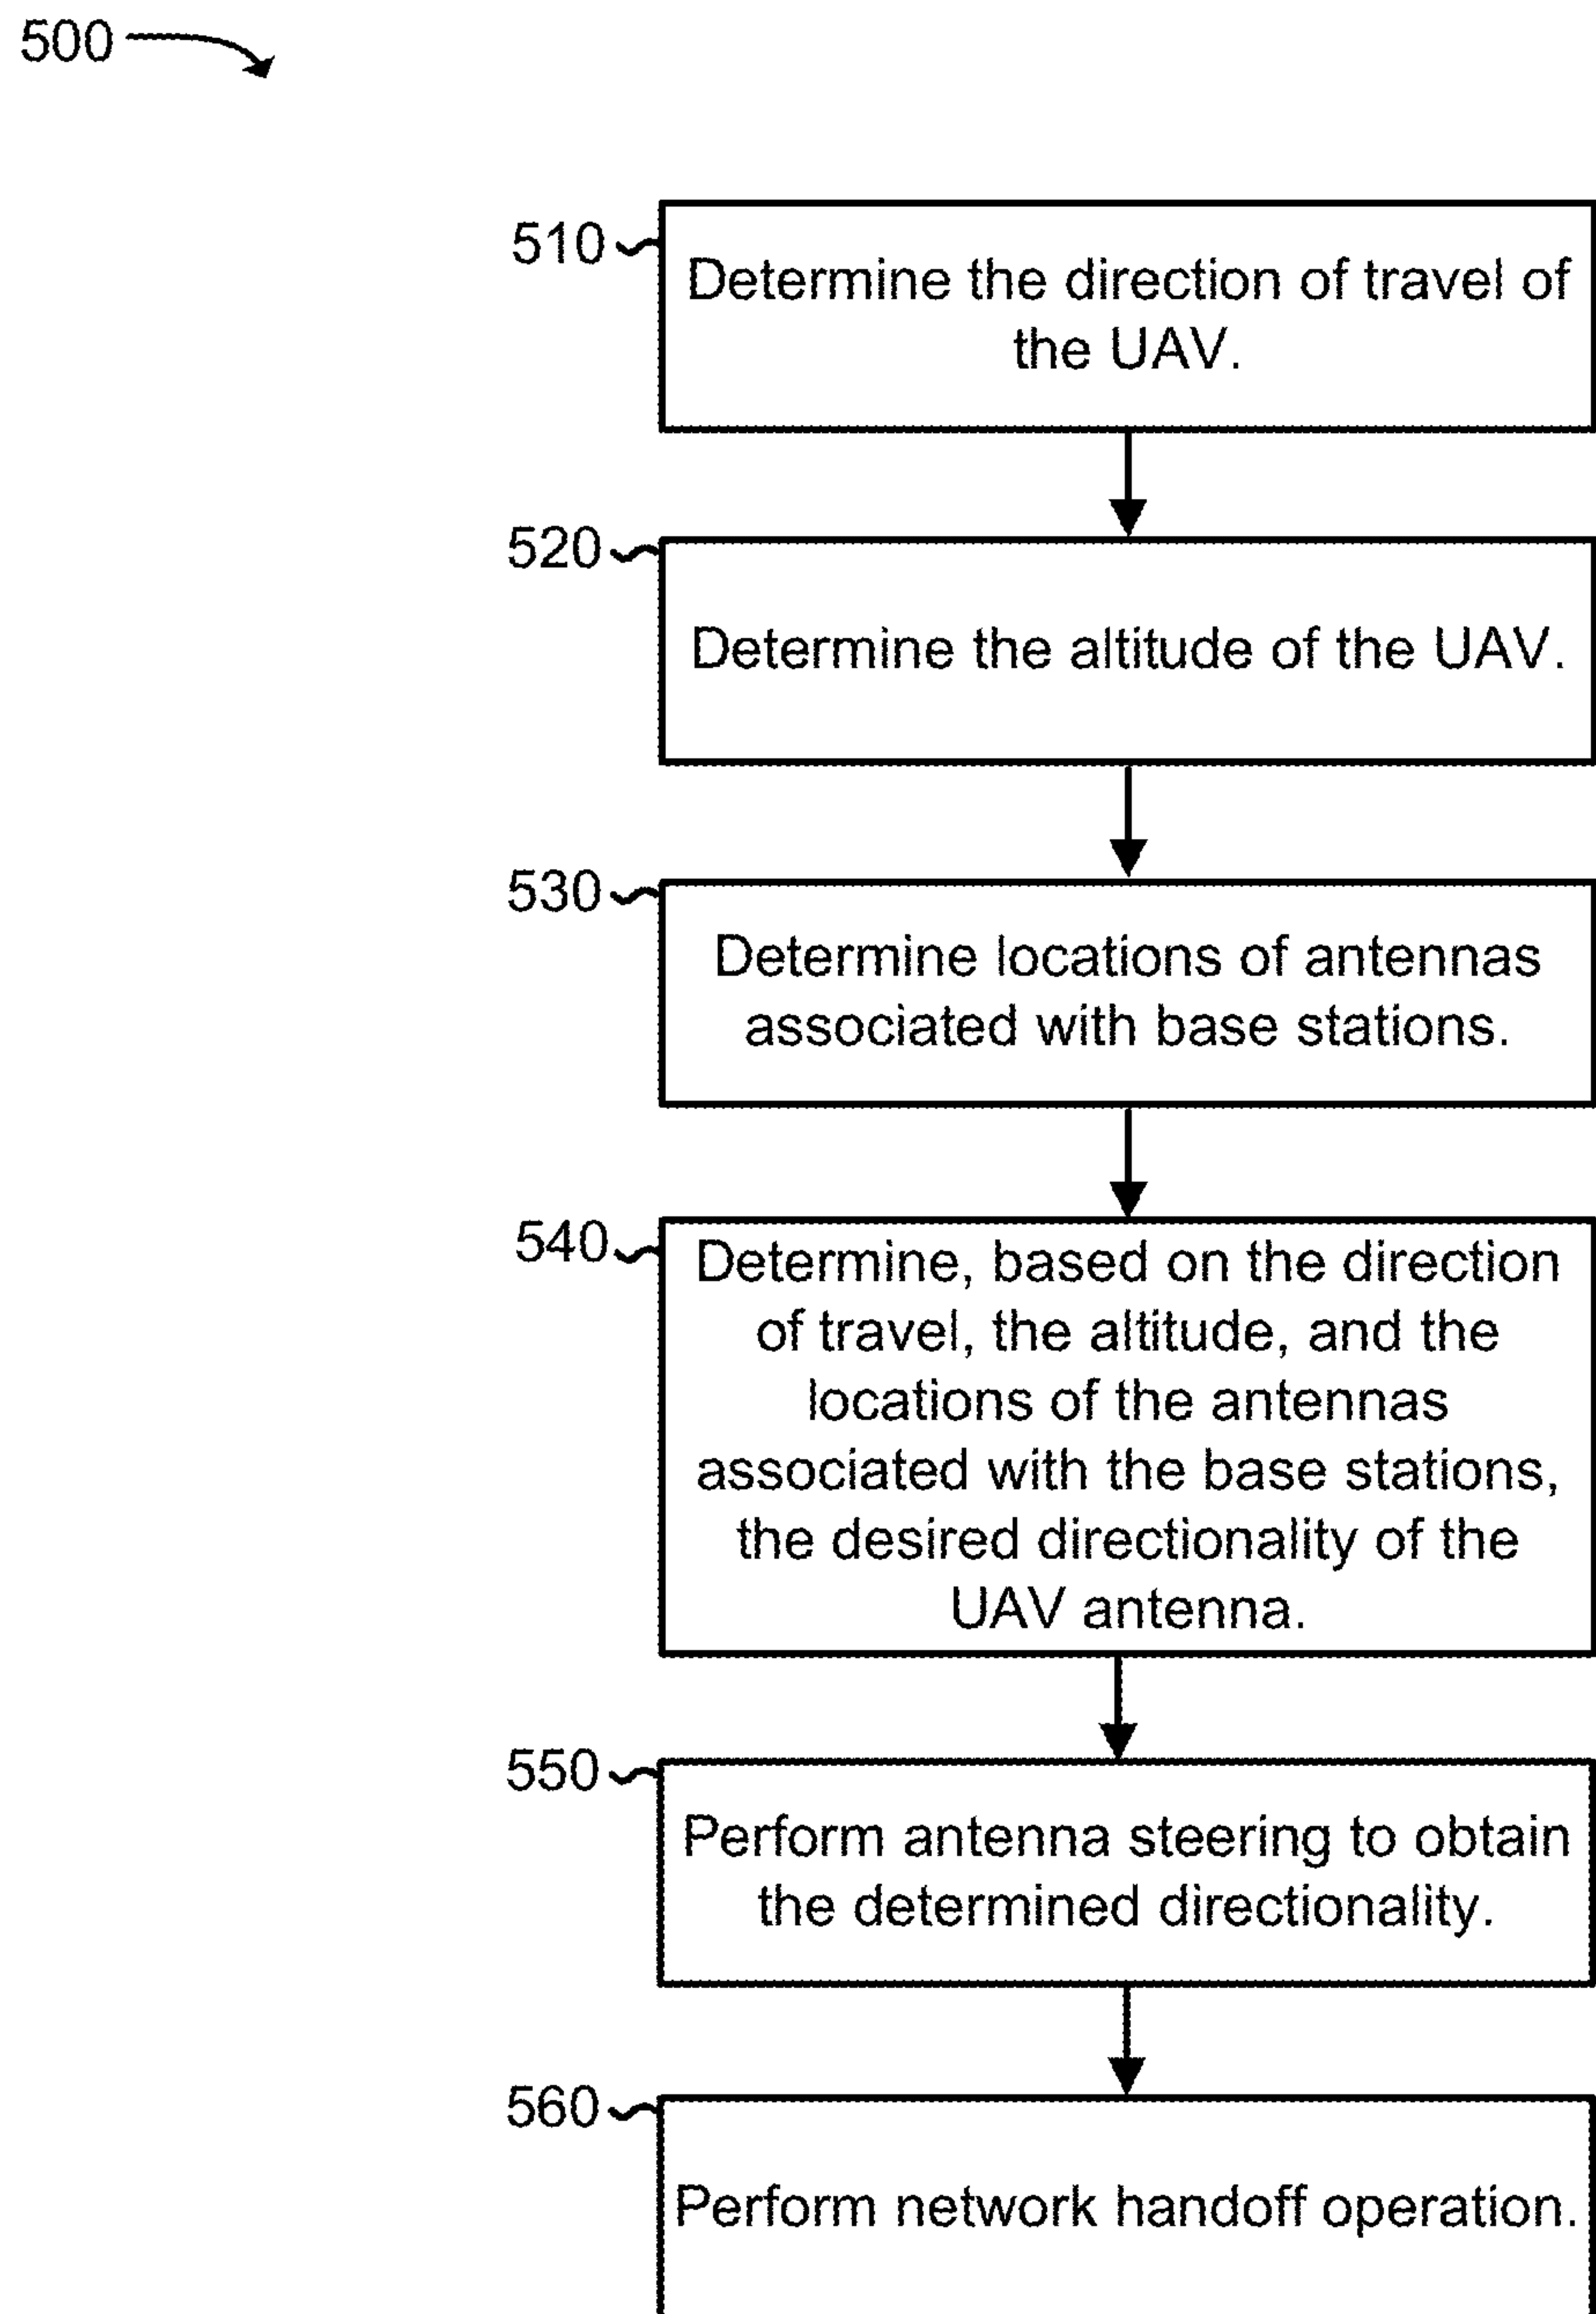 500
510
Determine the direction of travel of
the UAV.
520
Determine the altitude of the UAV.
530
Determine locations of antennas
associated with base stations.
540
Determine, based on the direction
of travel, the altitude, and the
locations of the antennas
associated with the base stations,
the desired directionality of the
UAV antenna.
550
Perform antenna steering to obtain
the determined directionality.
560
Perform network handoff operation.